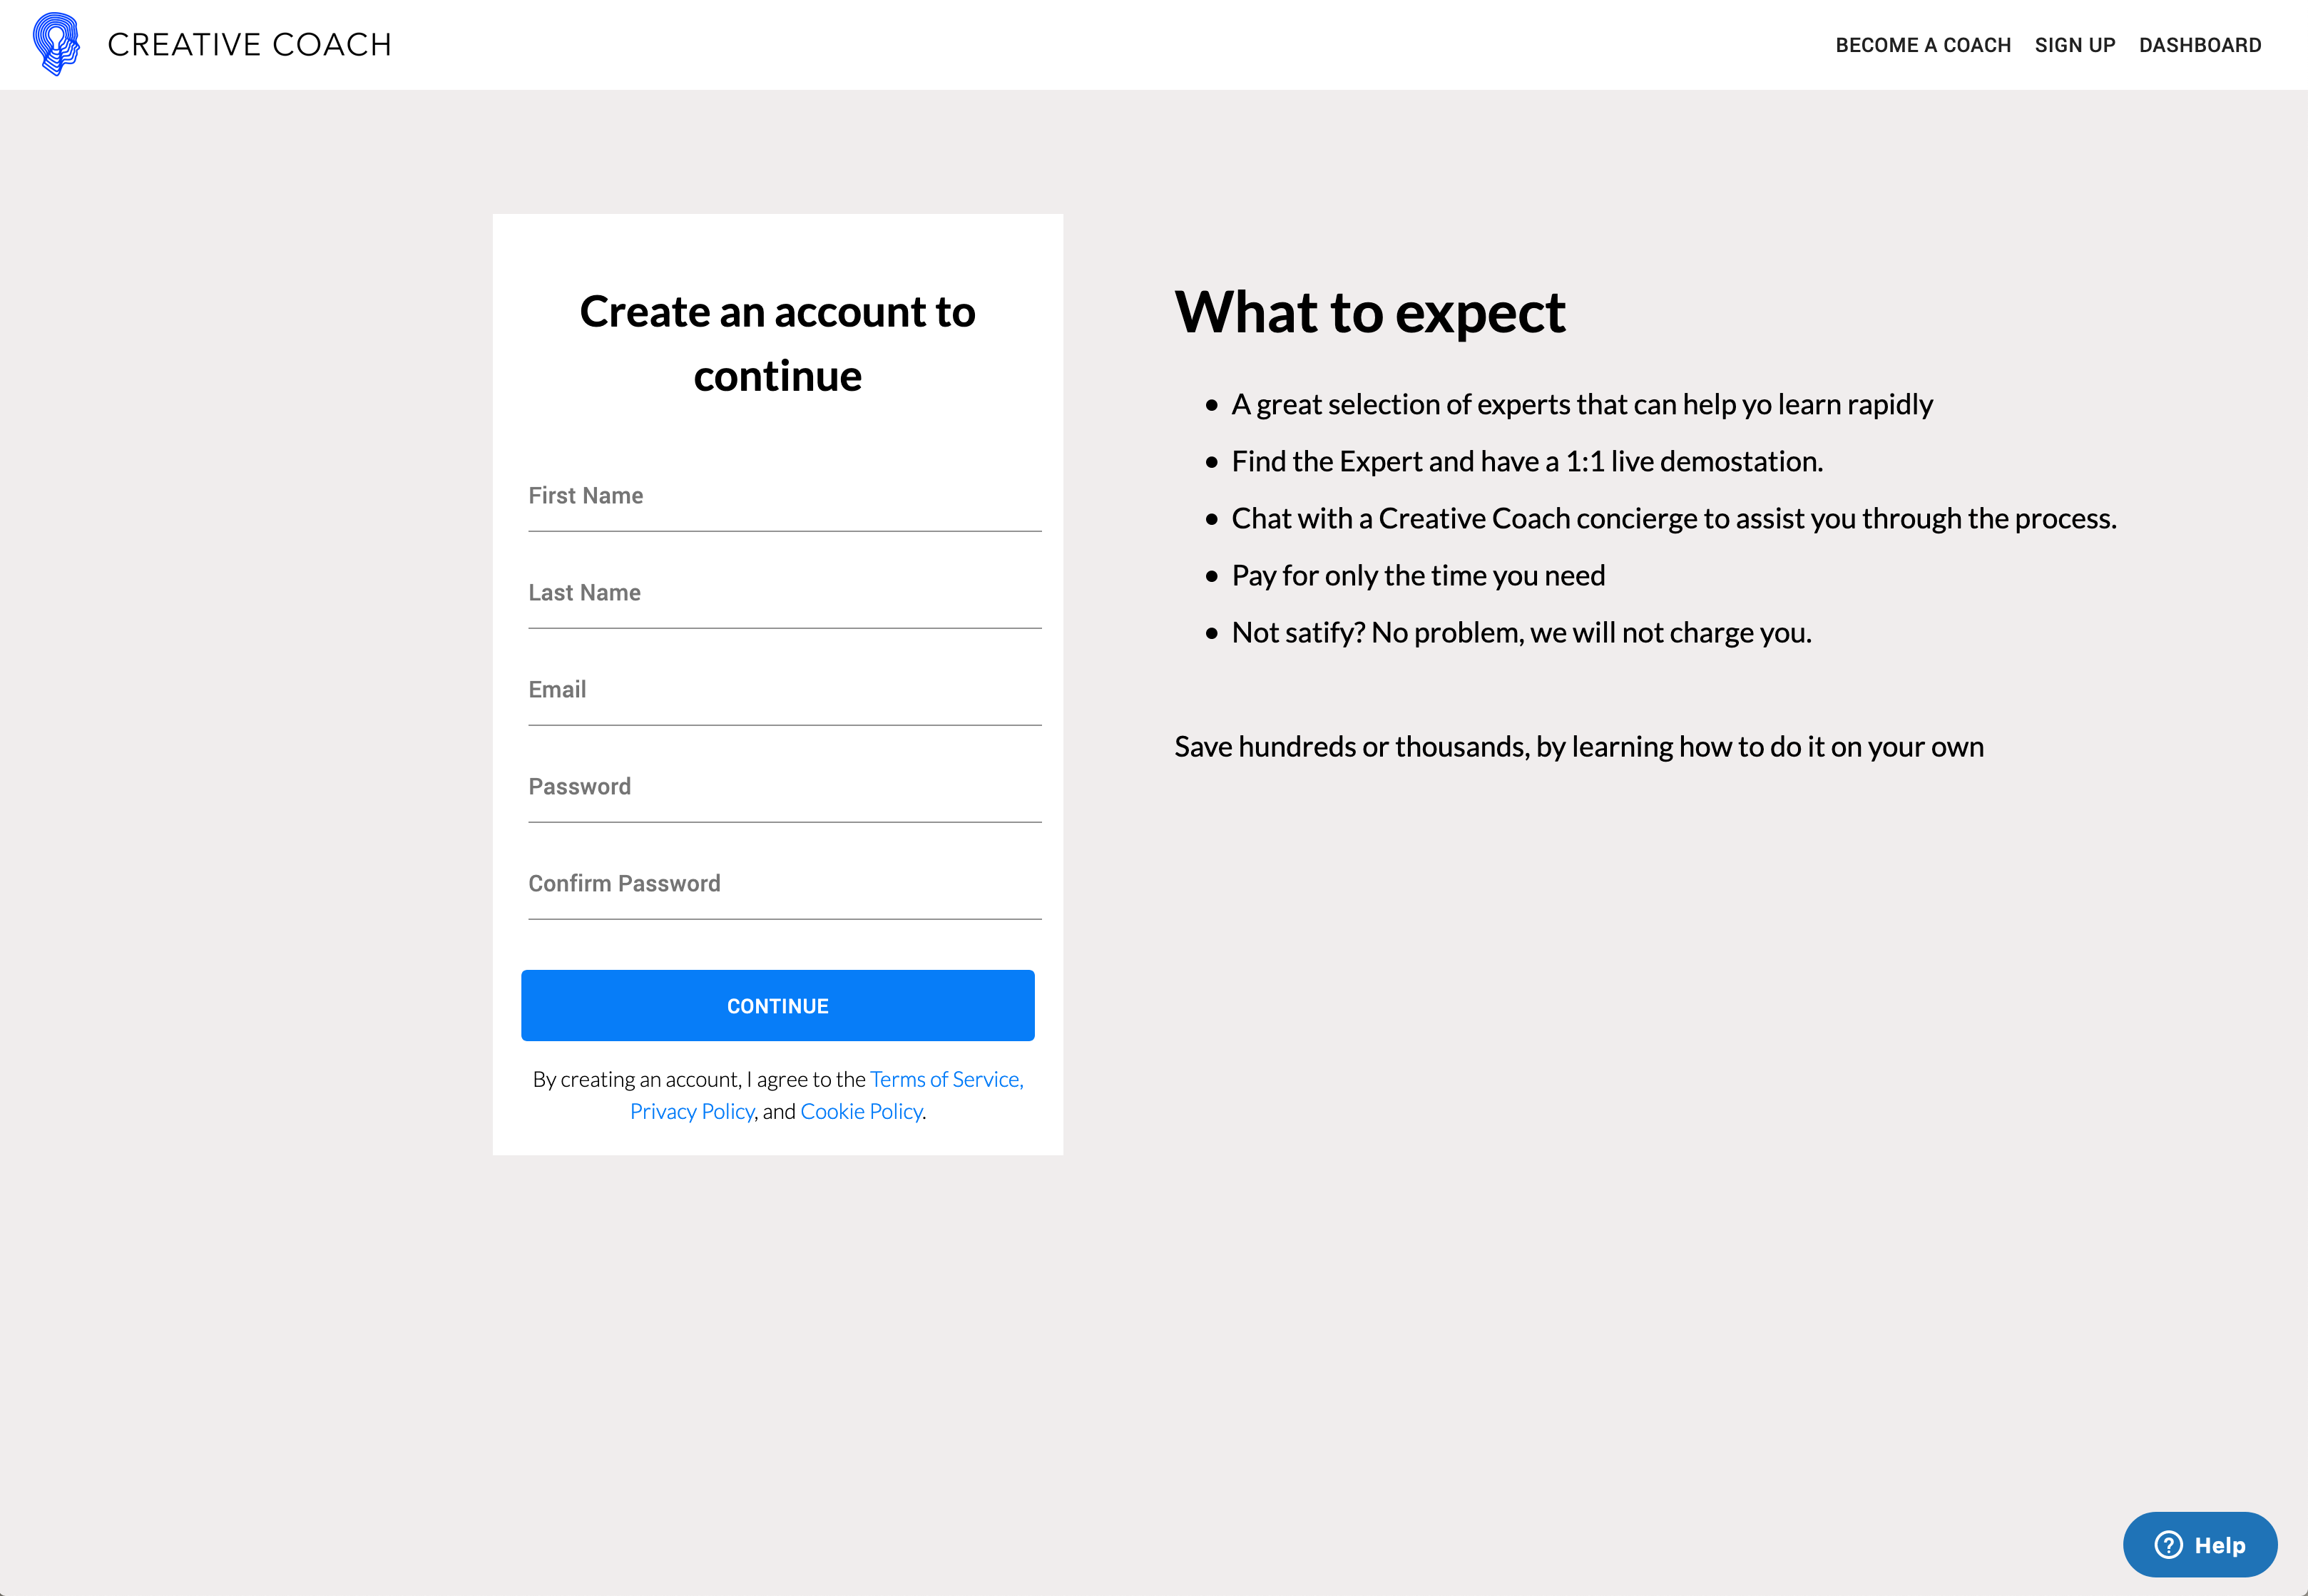 CREATIVE COACH
BECOME A COACH
SIGN UP
DASHBOARD
Create an account to
continue
First Name
Last Name
Email
Password
Confirm Password
CONTINUE
By creating an account, I agree to the Terms of Service,
Privacy Policy, and Cookie Policy.
What to expect
A great selection of experts that can help yo learn rapidly
Find the Expert and have a 1:1 live demostation.
Chat with a Creative Coach concierge to assist you through the process.
Pay for only the time you need
Not satify? No problem, we will not charge you.
Save hundreds or thousands, by learning how to do it on your own
Help